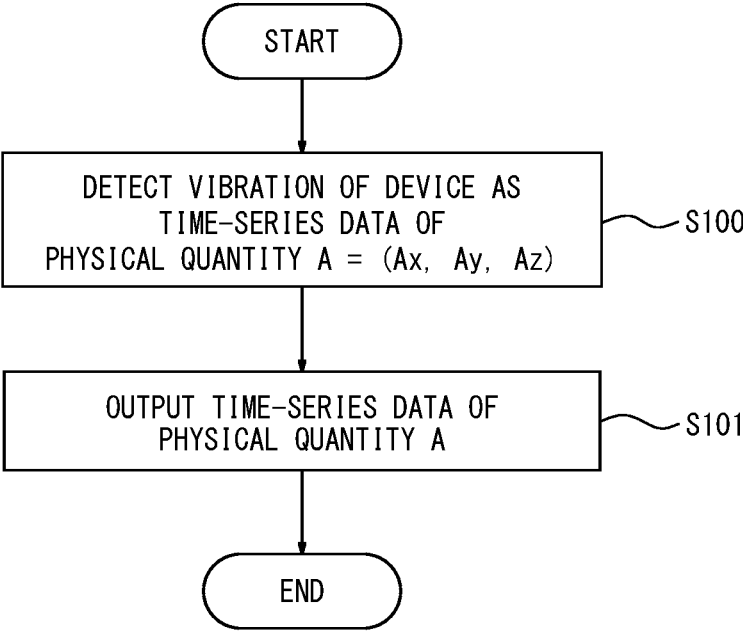 START
DETECT VIBRATION OF DEVICE AS
TIME-SERIES DATA OF
PHYSICAL QUANTITY A = (Ax, Ay, Az)
S100
OUTPUT TIME-SERIES DATA OF
PHYSICAL QUANTITY A
S101
END